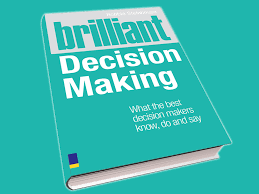 brilliant
Decision
Making
What the best
decision makers
know, do and say